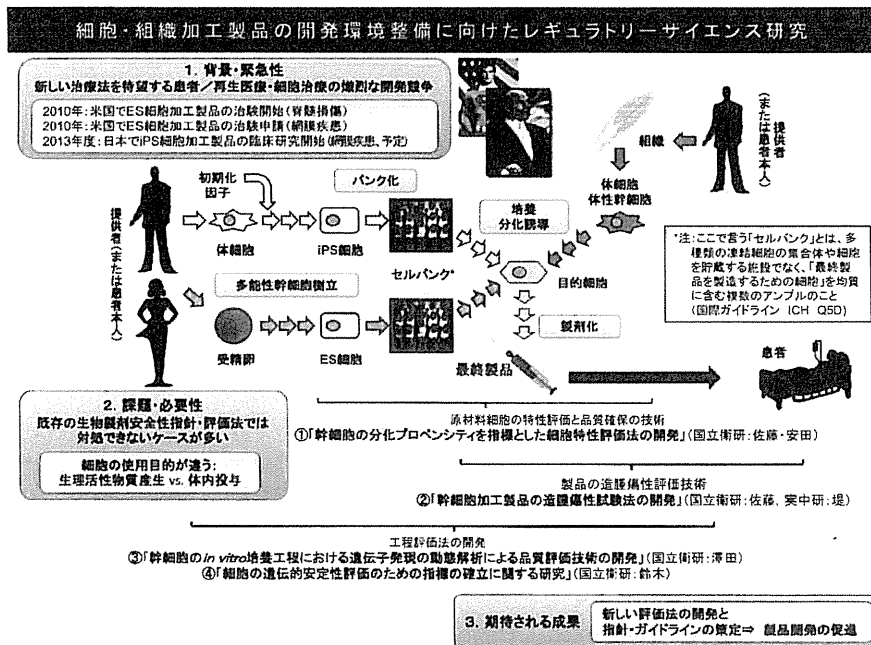 細胞・組織加工製品の開発環境整備に向けたレギュラトリーサイエンス研究
1. 背景・緊急性
新しい治療法を待望する患者／再生医療・細胞治療の熾烈な開発競争
2010年：米国でES細胞加工製品の治験開始（脊髄損傷）
2010年：米国でES細胞加工製品の治験申請（網膜疾患）
2013年度：日本でiPS細胞加工製品の臨床研究開始（網膜疾患、予定）
組織
提供者
（または患者本人）
初期化
因子
バンク化
体細胞
体性幹細胞
培養
分化誘導
提供者（または患者本人）
体細胞
iPS細胞
セルバンク*
目的細胞
*注：ここで言う「セルバンク」とは、多
種類の凍結細胞の集合体や細胞
を貯蔵する施設でなく、「最終製
品を製造するための細胞」を均質
に含む複数のアンプルのこと
（国際ガイドライン ICH Q5D）
多能性幹細胞樹立
製剤化
受精卵
ES細胞
最終製品
患者
2. 課題・必要性
既存の生物製剤安全性指針・評価法では
対処できないケースが多い
細胞の使用目的が違う：
生理活性物質産生 vs. 体内投与
原材料細胞の特性評価と品質確保の技術
①「幹細胞の分化プロペンシティを指標とした細胞特性評価法の開発」（国立衛研：佐藤・安田）
製品の造腫瘍性評価技術
②「幹細胞加工製品の造腫瘍性試験法の開発」（国立衛研：佐藤、実中研：堤）
工程評価法の開発
③「幹細胞のin vitro培養工程における遺伝子発現の動態解析による品質評価技術の開発」（国立衛研：澤田）
④「細胞の遺伝的安定性評価のための指標の確立に関する研究」（国立衛研：鈴木）
3. 期待される成果
新しい評価法の開発と
指針・ガイドラインの策定⇒ 製品開発の促進